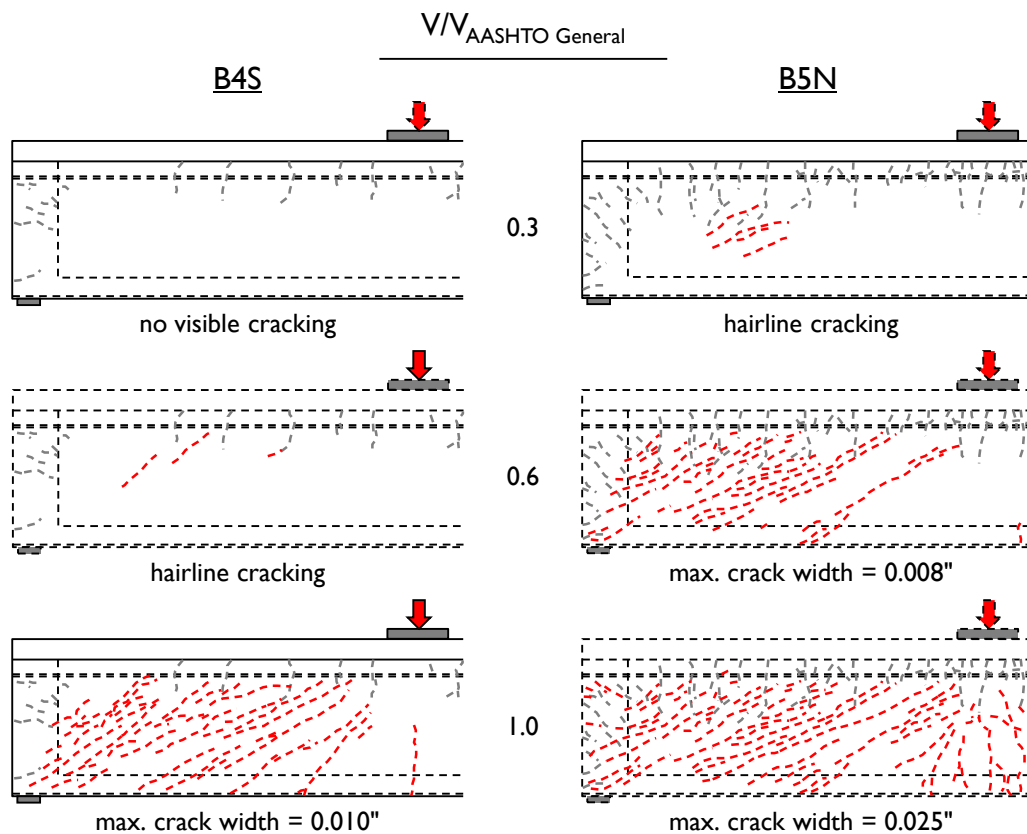 V/VAASHTO General
B4S
B5N
0.3
no visible cracking
hairline cracking
0.6
hairline cracking
max. crack width = 0.008"
1.0
max. crack width = 0.010"
max. crack width = 0.025"